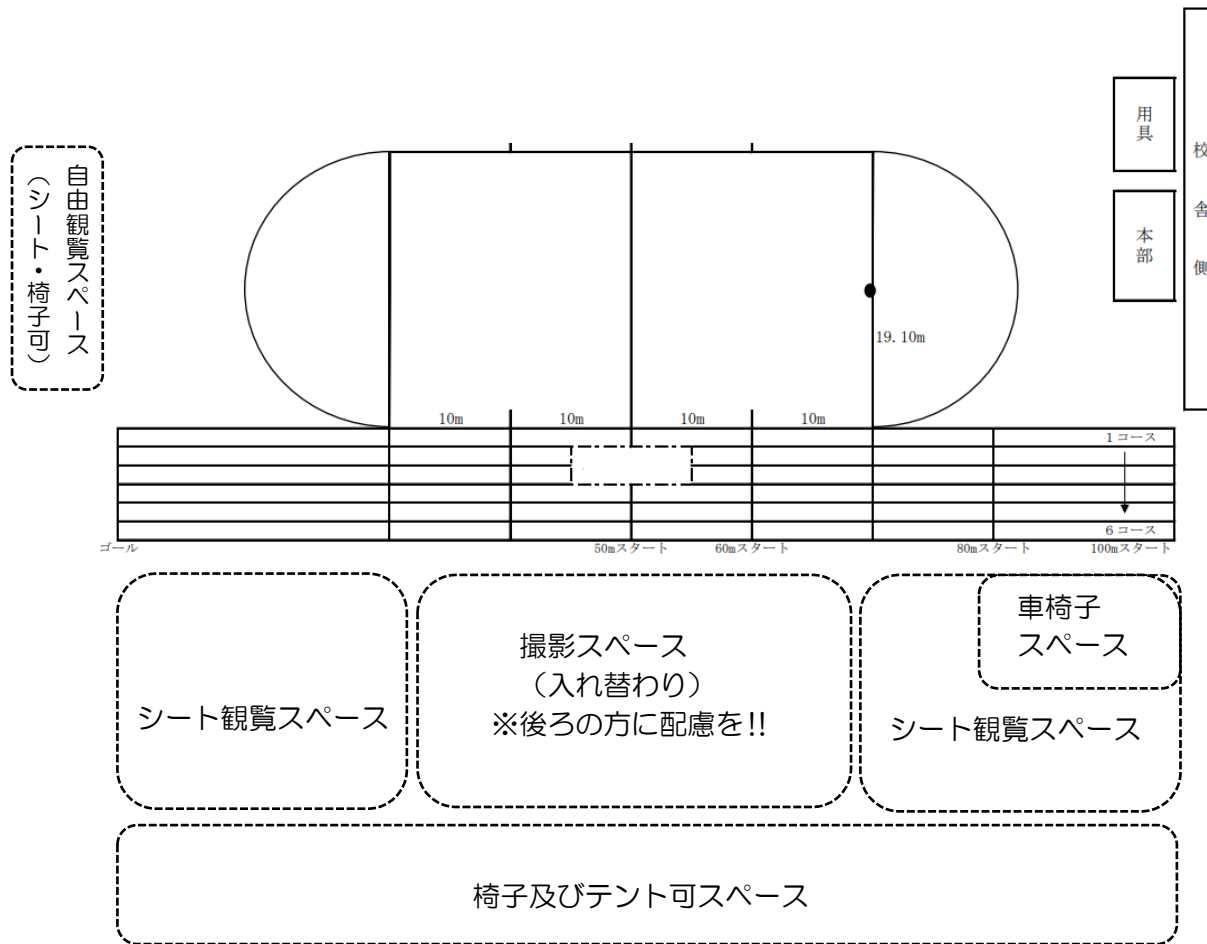 用具
校舎側
本部
自由観覧スペース
（シート・椅子可）
19.10m
10m
10m
10m
10m
1コース
6コース
ゴール
50mスタート
60mスタート
80mスタート
100mスタート
車椅子
スペース
撮影スペース
（入れ替わり）
※後ろの方に配慮を!!
シート観覧スペース
シート観覧スペース
椅子及びテント可スペース